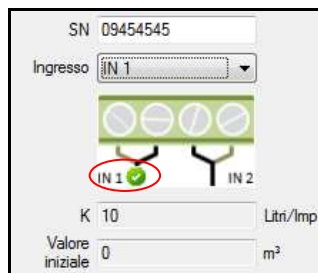 SN 09454545
Ingresso IN 1
IN 1 IN 2
K 10 Litri/Imp
Valore iniziale 0 m³